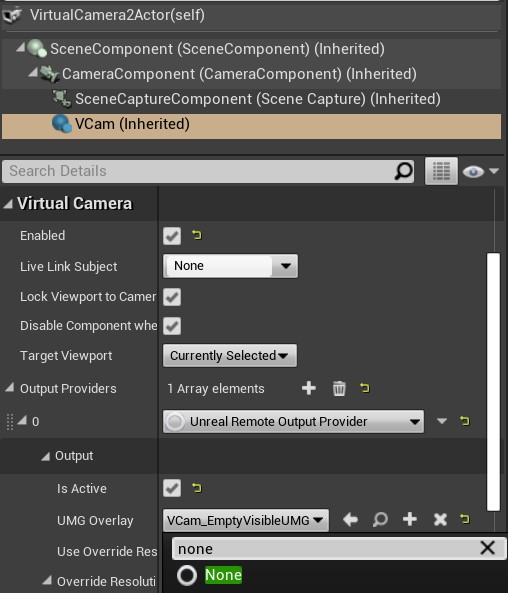 VirtualCamera2Actor(self)
SceneComponent (SceneComponent) (Inherited)
CameraComponent (CameraComponent) (Inherited)
SceneCaptureComponent (Scene Capture) (Inherited)
VCam (Inherited)
Search Details
Virtual Camera
Enabled
Live Link Subject None
Lock Viewport to Camer
Disable Component whe
Target Viewport Currently Selected
Output Providers 1 Array elements
0 Unreal Remote Output Provider
Output
Is Active
UMG Overlay VCam_EmptyVisibleUMG
Use Override Res none
None
Override Resoluti